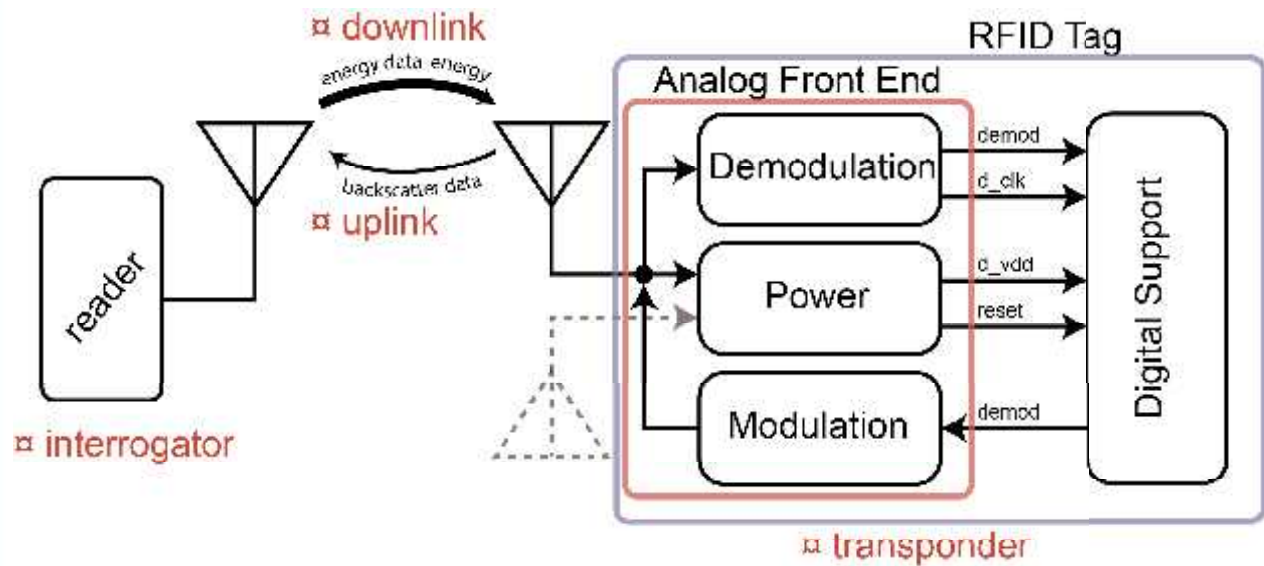 ¤ downlink
RFID Tag
energy data energy
Analog Front End
demod
Demodulation
d_clk
backscatter data
¤ uplink
reader
d_vdd
Power
reset
Digital Support
demod
Modulation
¤ interrogator
¤ transponder